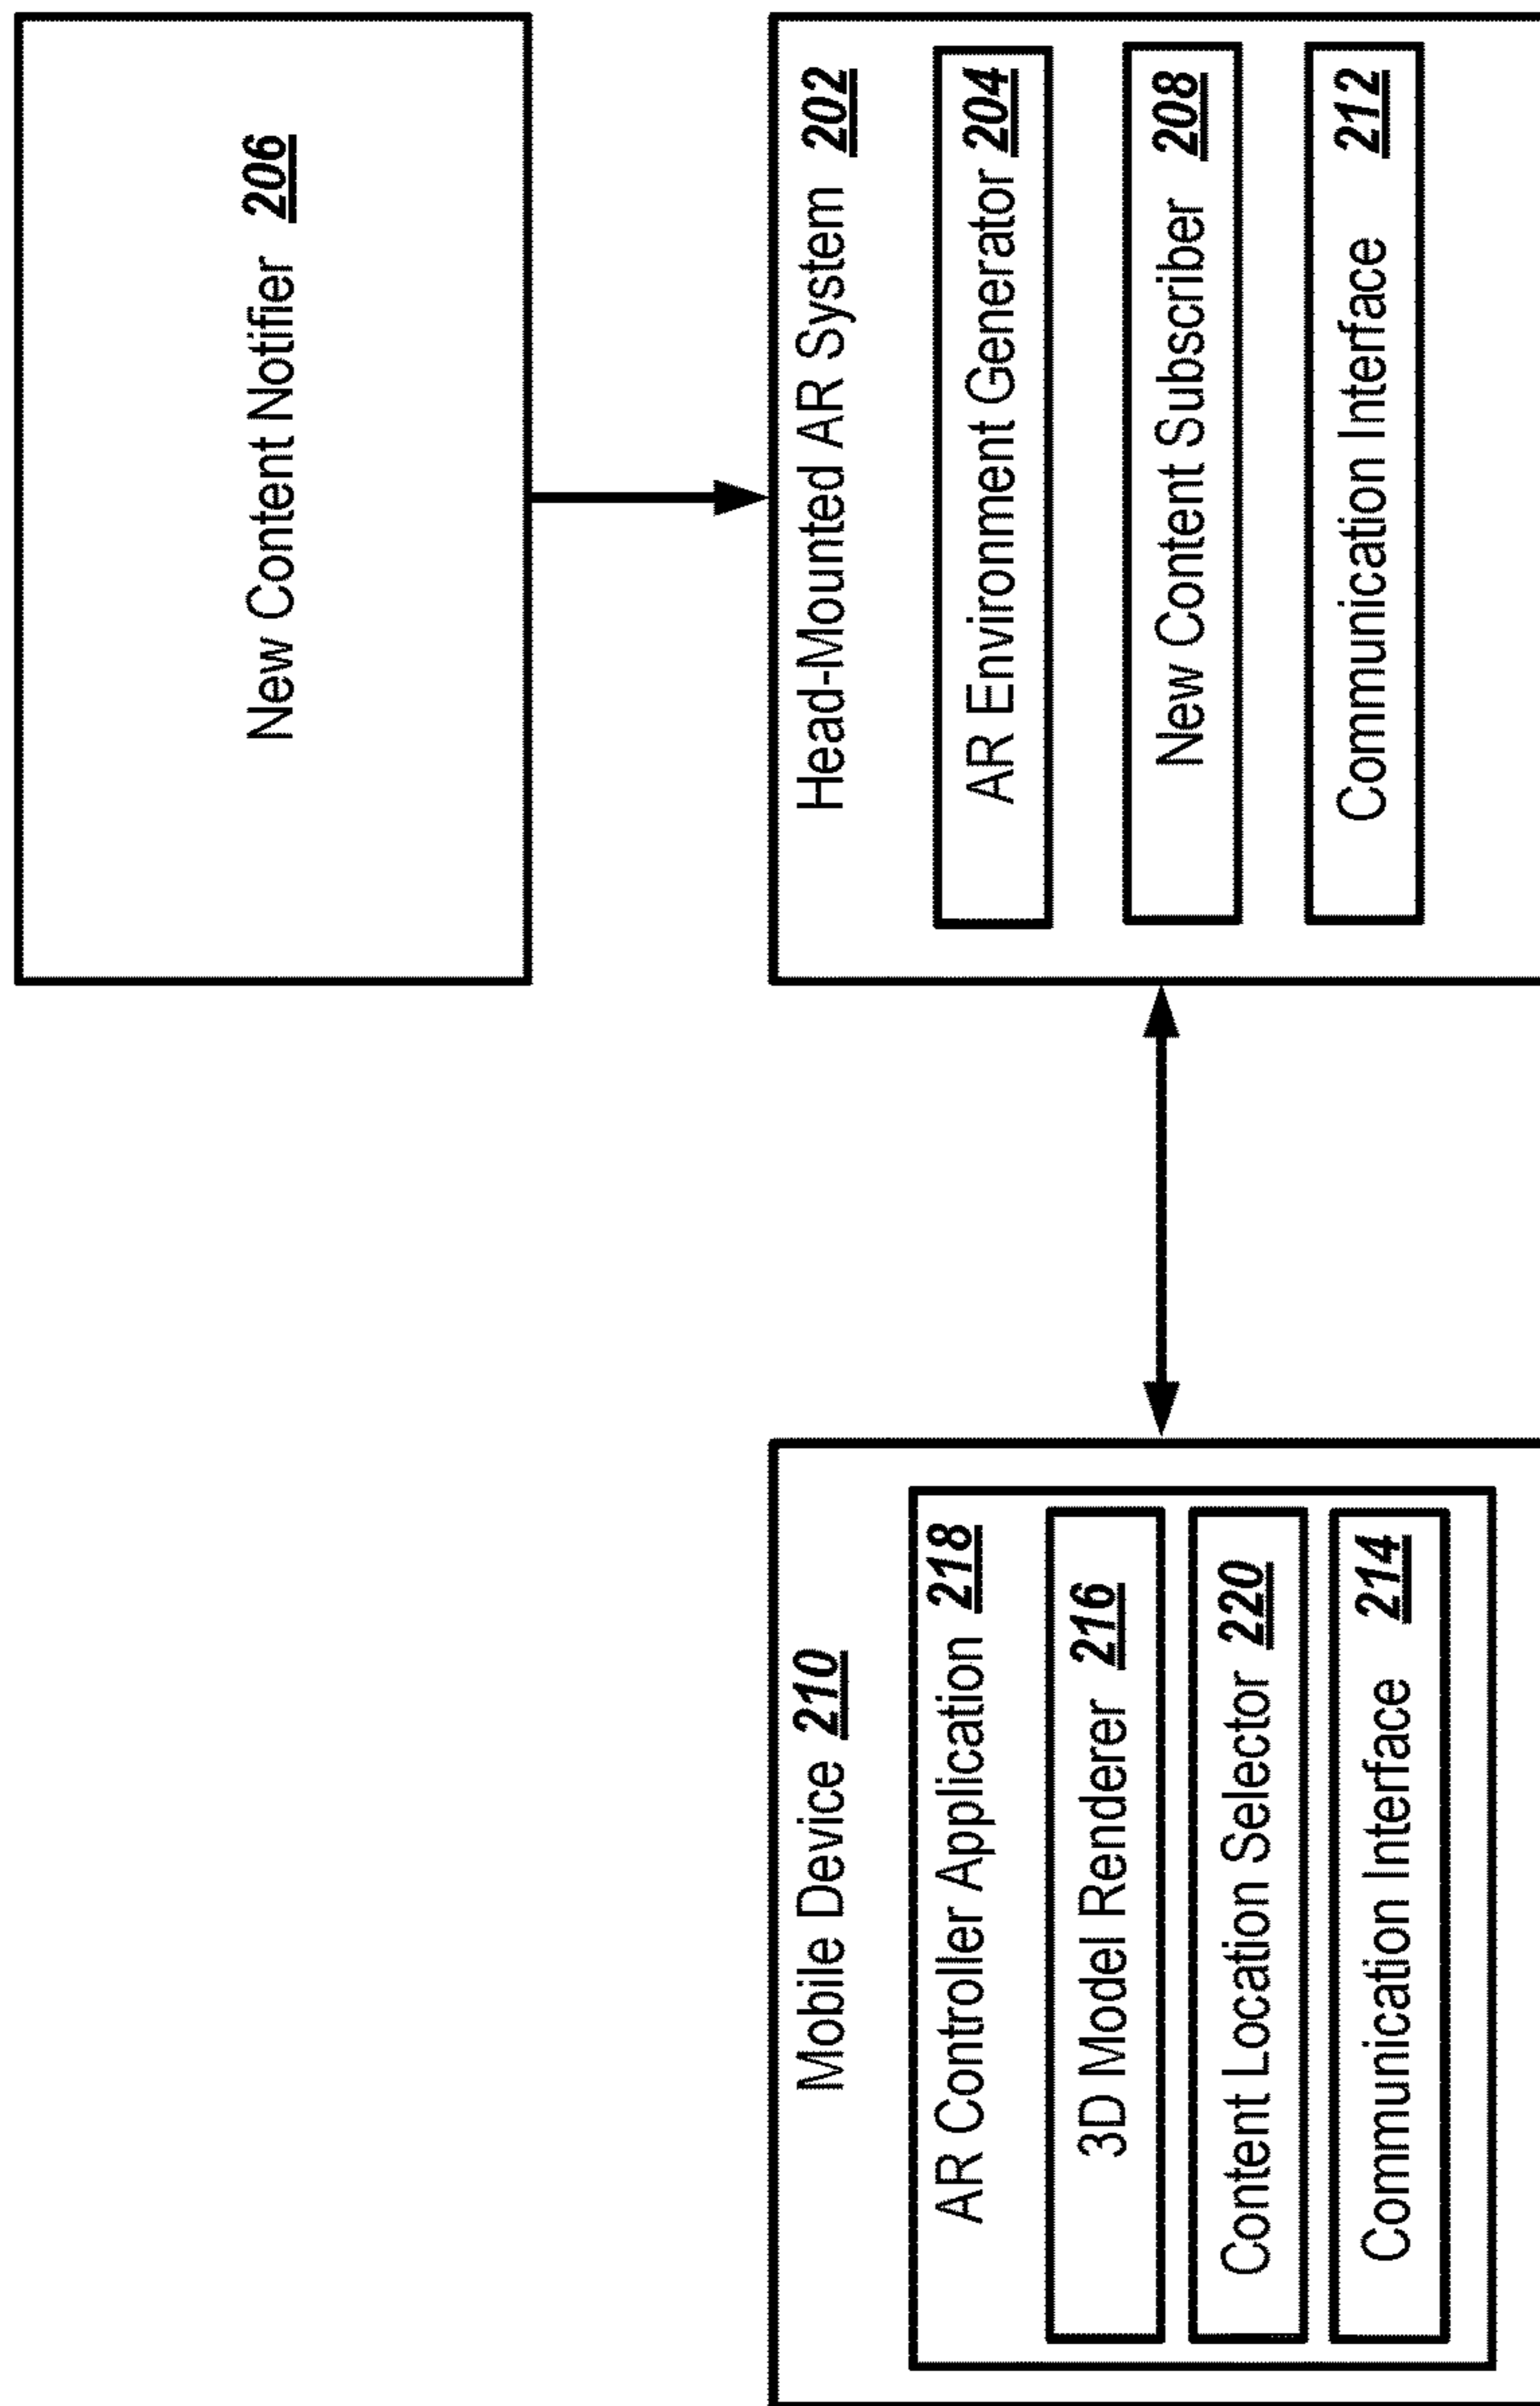 New Content Notifier 206
Head-Mounted AR System 202
AR Environment Generator 204
New Content Subscriber 208
Communication Interface 212
Mobile Device 210
AR Controller Application 218
3D Model Renderer 216
Content Location Selector 220
Communication Interface 214